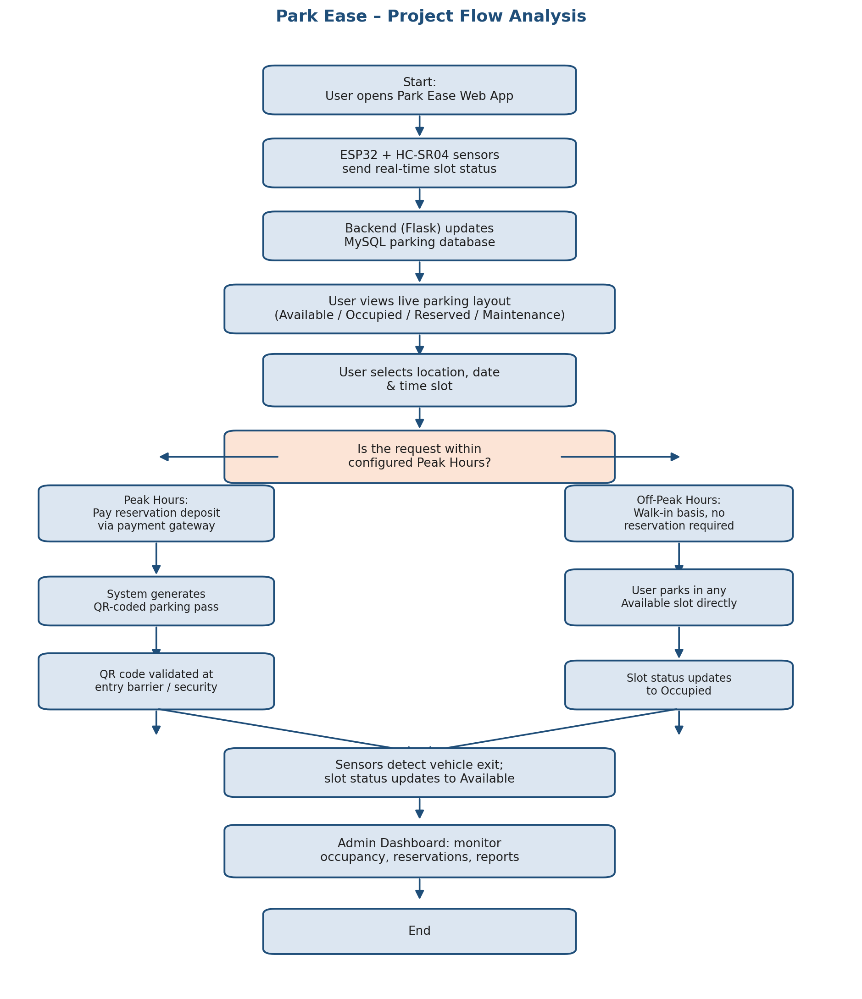 Park Ease – Project Flow Analysis
Start:
User opens Park Ease Web App
ESP32 + HC-SR04 sensors
send real-time slot status
Backend (Flask) updates
MySQL parking database
User views live parking layout
(Available / Occupied / Reserved / Maintenance)
User selects location, date
& time slot
Is the request within
configured Peak Hours?
Peak Hours:
Pay reservation deposit
via payment gateway
Off-Peak Hours:
Walk-in basis, no
reservation required
System generates
QR-coded parking pass
User parks in any
Available slot directly
QR code validated at
entry barrier / security
Slot status updates
to Occupied
Sensors detect vehicle exit;
slot status updates to Available
Admin Dashboard: monitor
occupancy, reservations, reports
End